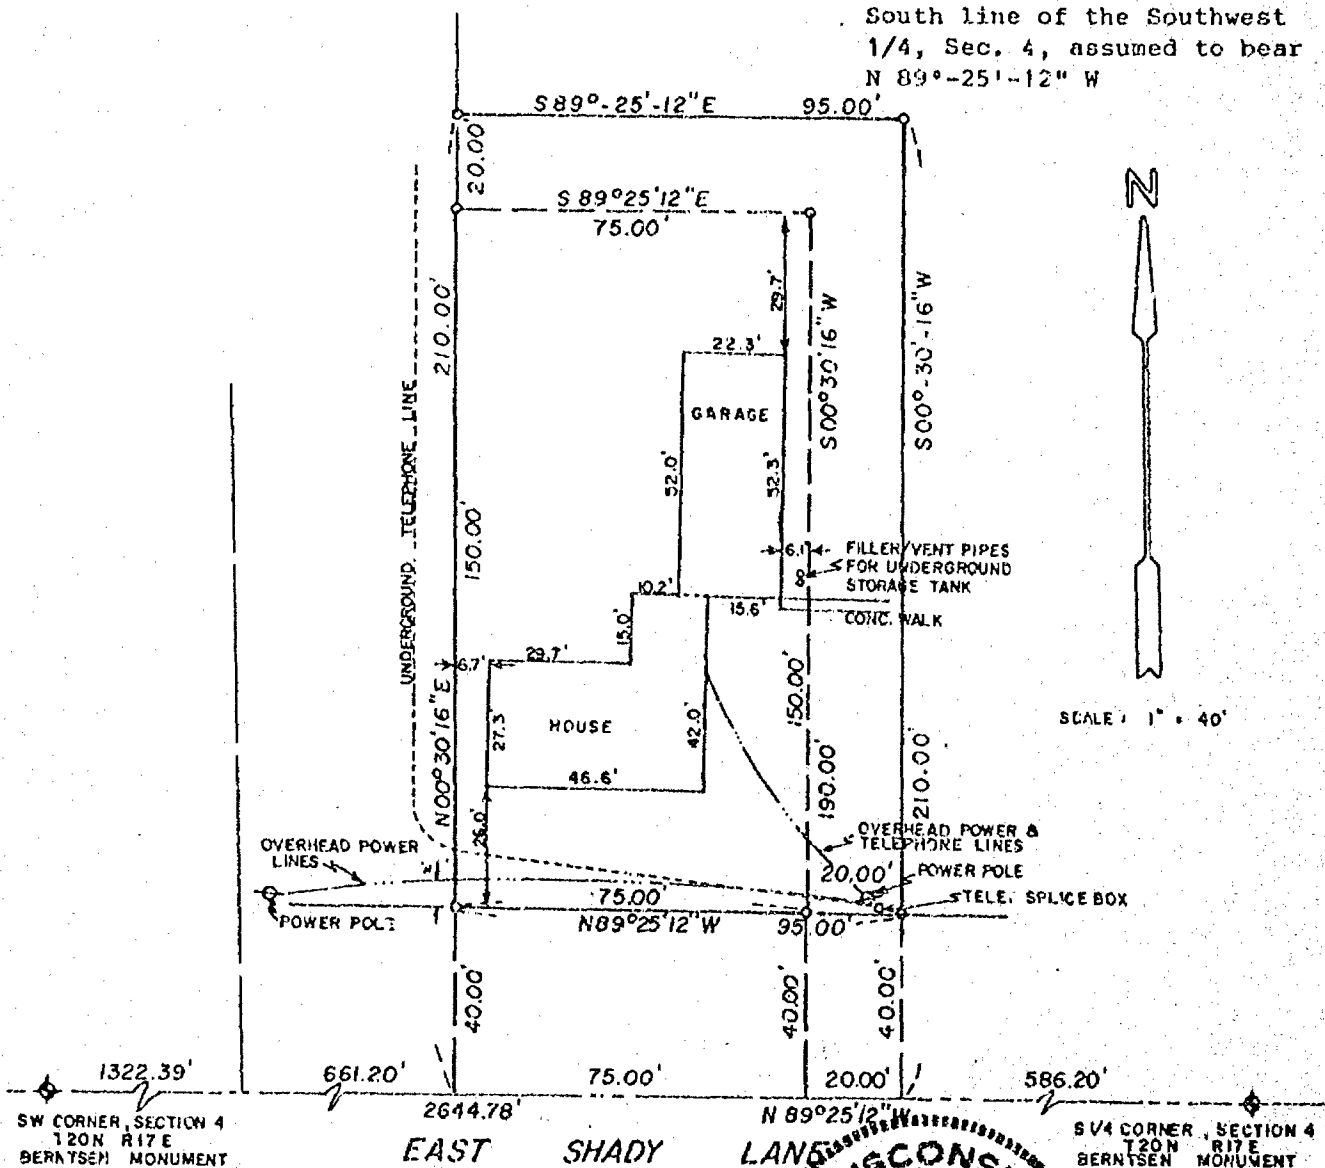 South line of the Southwest
1/4, Sec. 4, assumed to bear
N 89°-25'-12" W
S 89°-25'-12"E 95.00'
20.00
N
S 89°25'12"E
75.00'
29.7'
210.00'
S00°30'16"W
S00°-30'-16"W
22.3'
GARAGE
UNDERGROUND TELEPHONE LINE
52.0'
52.3'
150.00'
6.1'
FILLER/VENT PIPES
FOR UNDERGROUND
STORAGE TANK
10.2'
15.6'
CONC. WALK
15.0'
6.7'
29.7'
N00°30'16"E
150.00'
SCALE: 1" = 40'
HOUSE
27.3'
42.0'
46.6'
190.00'
210.00'
26.0'
OVERHEAD POWER
LINES
OVERHEAD POWER &
TELEPHONE LINES
20.00'
POWER POLE
TELE. SPLICE BOX
75.00'
POWER POLE
N89°25'12"W
95.00'
40.00'
40.00'
40.00'
1322.39'
661.20'
75.00'
20.00'
586.20'
2644.78'
N 89°25'12"W
SW CORNER, SECTION 4
T20N R17E
BERNTSEN MONUMENT
EAST SHADY LANE
S 1/4 CORNER, SECTION 4
T20N R17E
BERNTSEN MONUMENT